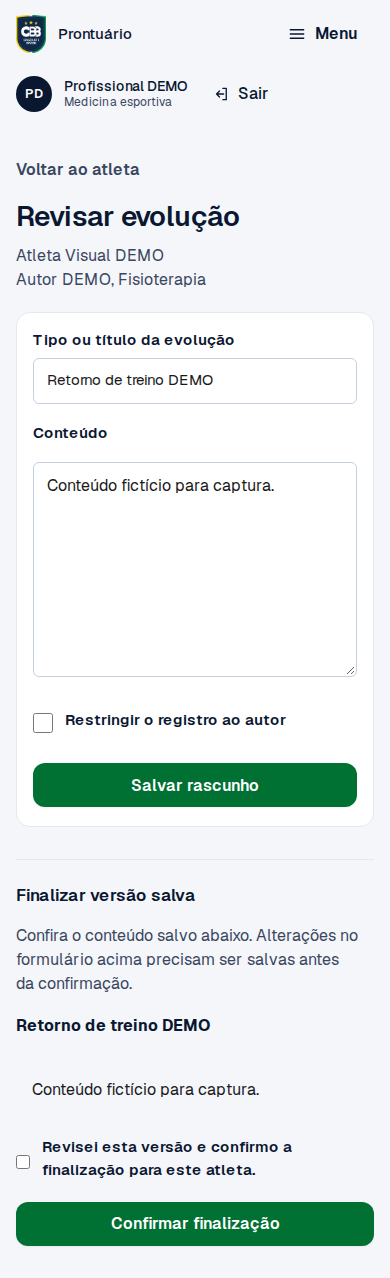 CBB
Prontuário
Menu
PD
Profissional DEMO
Medicina esportiva
Sair
Voltar ao atleta
Revisar evolução
Atleta Visual DEMO
Autor DEMO, Fisioterapia
Tipo ou título da evolução
Retorno de treino DEMO
Conteúdo
Conteúdo fictício para captura.
Restringir o registro ao autor
Salvar rascunho
Finalizar versão salva
Confira o conteúdo salvo abaixo. Alterações no
formulário acima precisam ser salvas antes
da confirmação.
Retorno de treino DEMO
Conteúdo fictício para captura.
Revisei esta versão e confirmo a
finalização para este atleta.
Confirmar finalização